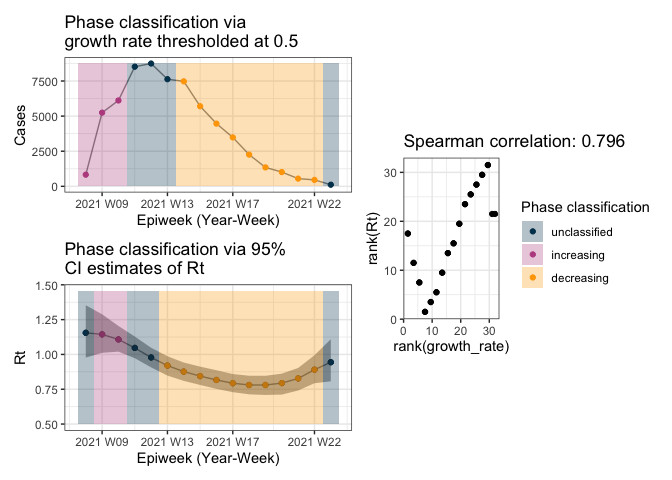 Phase classification via
growth rate thresholded at 0.5
7500
5000
2500
0
Cases
2021 W09
2021 W13
2021 W17
2021 W22
Epiweek (Year-Week)
Phase classification via 95%
CI estimates of Rt
1.50
1.25
1.00
0.75
0.50
Rt
2021 W09
2021 W13
2021 W17
2021 W22
Epiweek (Year-Week)
Spearman correlation: 0.796
30
20
10
0
rank(Rt)
0
10
20
30
rank(growth_rate)
Phase classification
unclassified
increasing
decreasing